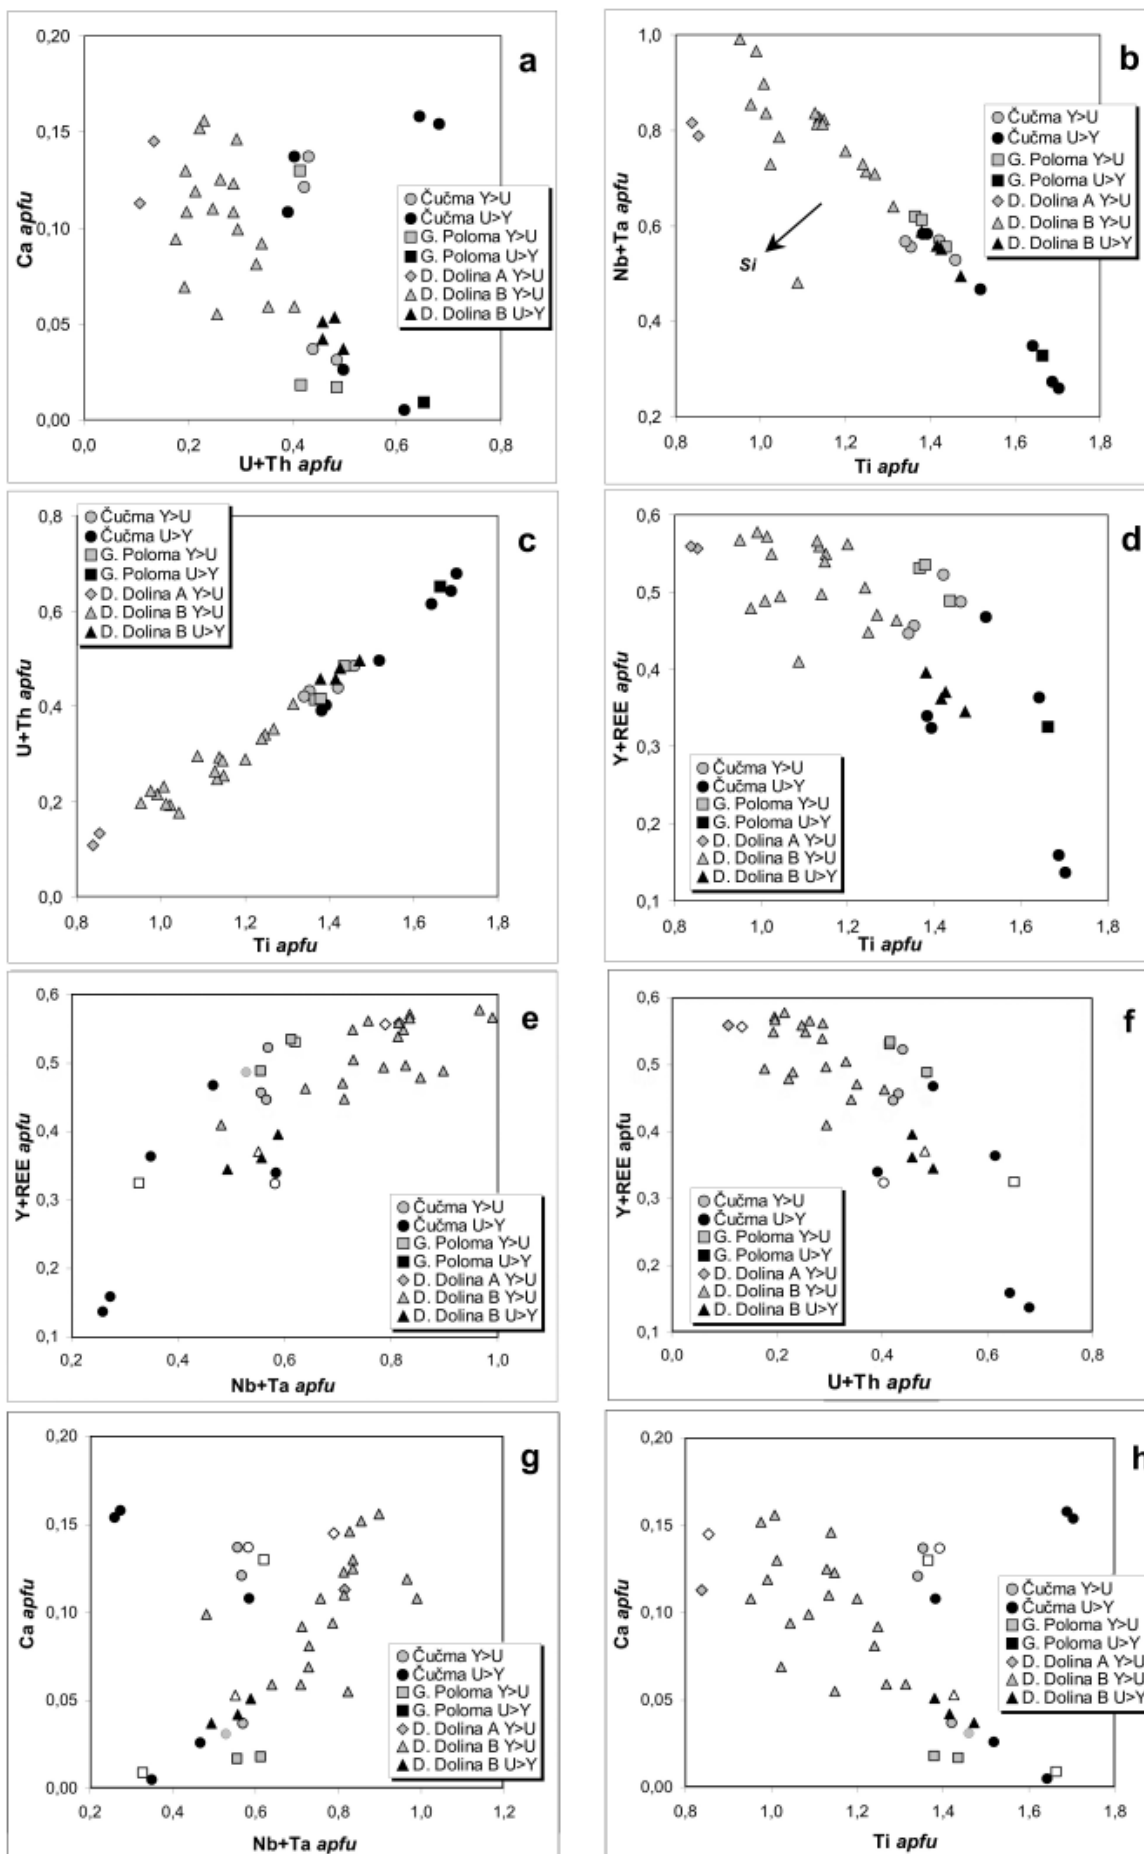 0,20
a
0,15
0,10
0,05
0,00
Ca apfu
Čučma Y>U
Čučma U>Y
G. Poloma Y>U
G. Poloma U>Y
D. Dolina A Y>U
D. Dolina B Y>U
D. Dolina B U>Y
0,0 0,2 0,4 0,6 0,8
U+Th apfu
1,0
b
0,8
0,6
0,4
0,2
Nb+Ta apfu
Čučma Y>U
Čučma U>Y
G. Poloma Y>U
G. Poloma U>Y
D. Dolina A Y>U
D. Dolina B Y>U
D. Dolina B U>Y
Si
0,8 1,0 1,2 1,4 1,6 1,8
Ti apfu
0,8
c
0,6
0,4
0,2
0,0
U+Th apfu
Čučma Y>U
Čučma U>Y
G. Poloma Y>U
G. Poloma U>Y
D. Dolina A Y>U
D. Dolina B Y>U
D. Dolina B U>Y
0,8 1,0 1,2 1,4 1,6 1,8
Ti apfu
0,6
d
0,5
0,4
0,3
0,2
0,1
Y+REE apfu
Čučma Y>U
Čučma U>Y
G. Poloma Y>U
G. Poloma U>Y
D. Dolina A Y>U
D. Dolina B Y>U
D. Dolina B U>Y
0,8 1,0 1,2 1,4 1,6 1,8
Ti apfu
0,6
e
0,5
0,4
0,3
0,2
0,1
Y+REE apfu
Čučma Y>U
Čučma U>Y
G. Poloma Y>U
G. Poloma U>Y
D. Dolina A Y>U
D. Dolina B Y>U
D. Dolina B U>Y
0,2 0,4 0,6 0,8 1,0
Nb+Ta apfu
0,6
f
0,5
0,4
0,3
0,2
0,1
Y+REE apfu
Čučma Y>U
Čučma U>Y
G. Poloma Y>U
G. Poloma U>Y
D. Dolina A Y>U
D. Dolina B Y>U
D. Dolina B U>Y
0,0 0,2 0,4 0,6 0,8
U+Th apfu
0,20
g
0,15
0,10
0,05
0,00
Ca apfu
Čučma Y>U
Čučma U>Y
G. Poloma Y>U
G. Poloma U>Y
D. Dolina A Y>U
D. Dolina B Y>U
D. Dolina B U>Y
0,2 0,4 0,6 0,8 1,0 1,2
Nb+Ta apfu
0,20
h
0,15
0,10
0,05
0,00
Ca apfu
Čučma Y>U
Čučma U>Y
G. Poloma Y>U
G. Poloma U>Y
D. Dolina A Y>U
D. Dolina B Y>U
D. Dolina B U>Y
0,8 1,0 1,2 1,4 1,6 1,8
Ti apfu